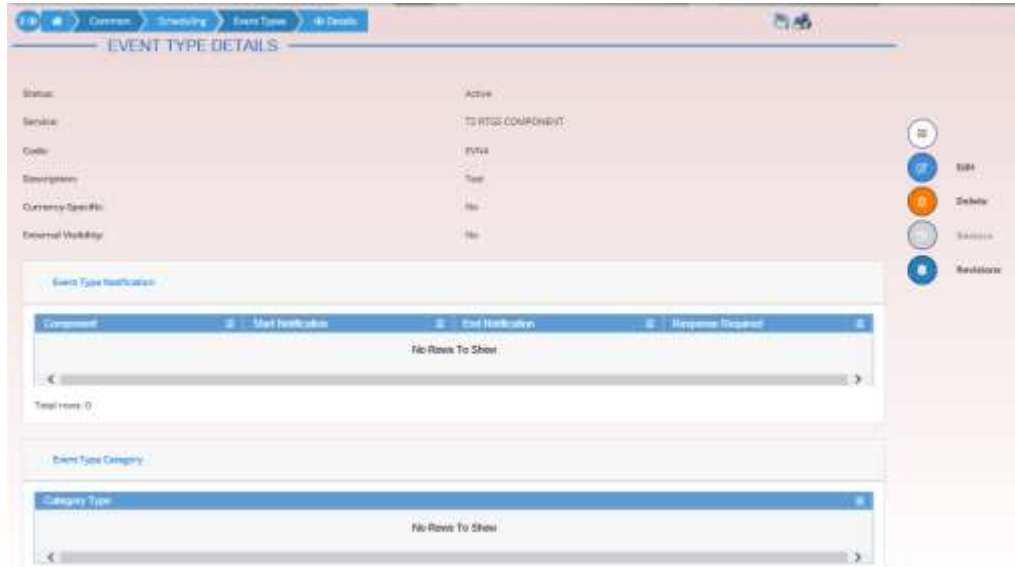 Common Scheduling Event Types Details
EVENT TYPE DETAILS
Status: Active
Service: T2 RTGS COMPONENT
Code: EVNA
Description: Test
Currency Specific: No
External Visibility: No
Edit
Delete
Restore
Revisions
Event Type Notification
Component Start Notification End Notification Response Required
No Rows To Show
Total rows: 0
Event Type Category
Category Type
No Rows To Show